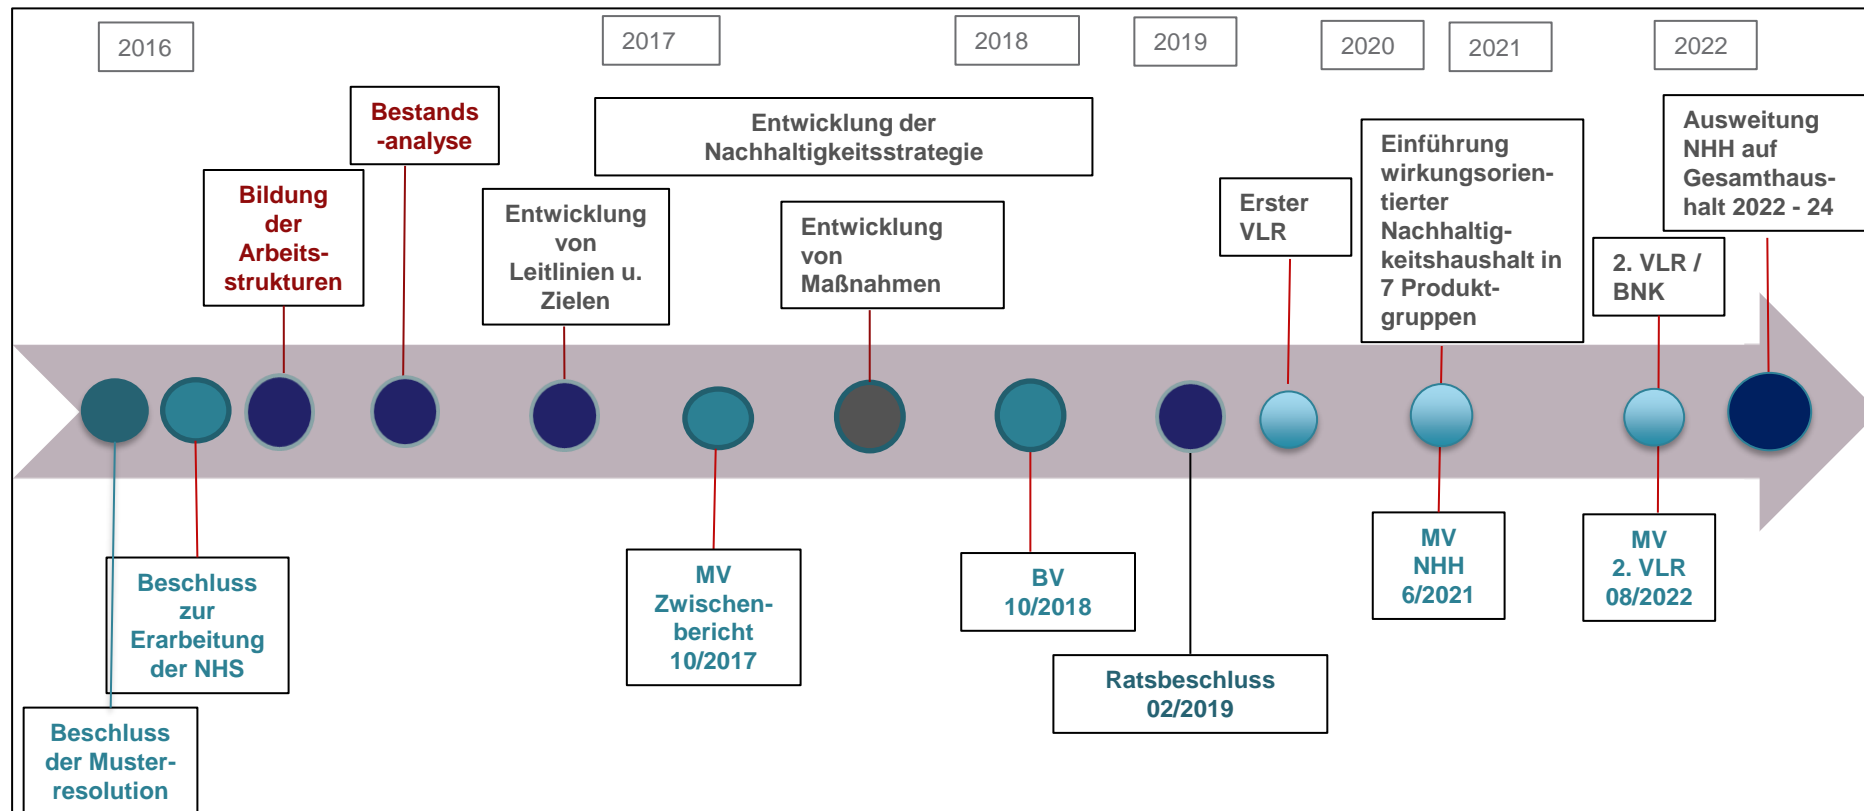 2016
2017
2018
2019
2020
2021
2022
Bestands
-analyse
Entwicklung der
Nachhaltigkeitsstrategie
Ausweitung
NHH auf
Gesamthaus-
halt 2022 - 24
Bildung
der
Arbeits-
strukturen
Entwicklung
von
Leitlinien u.
Zielen
Entwicklung
von
Maßnahmen
Erster
VLR
Einführung
wirkungsorien-
tierter
Nachhaltig-
keitshaushalt in
7 Produkt-
gruppen
2. VLR /
BNK
Beschluss
der Muster-
resolution
Beschluss
zur
Erarbeitung
der NHS
MV
Zwischen-
bericht
10/2017
BV
10/2018
Ratsbeschluss
02/2019
MV
NHH
6/2021
MV
2. VLR
08/2022